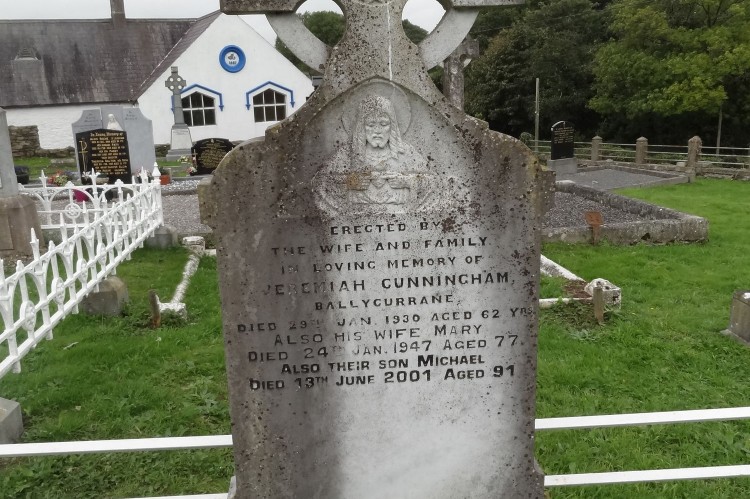 ERECTED BY
THE WIFE AND FAMILY
IN LOVING MEMORY OF
JEREMIAH CUNNINGHAM,
BALLYCURRANE,
DIED 29TH JAN. 1930 AGED 62 YRS
ALSO HIS WIFE MARY
DIED 24TH JAN. 1947 AGED 77.
ALSO THEIR SON MICHAEL
DIED 13TH JUNE 2001 AGED 91